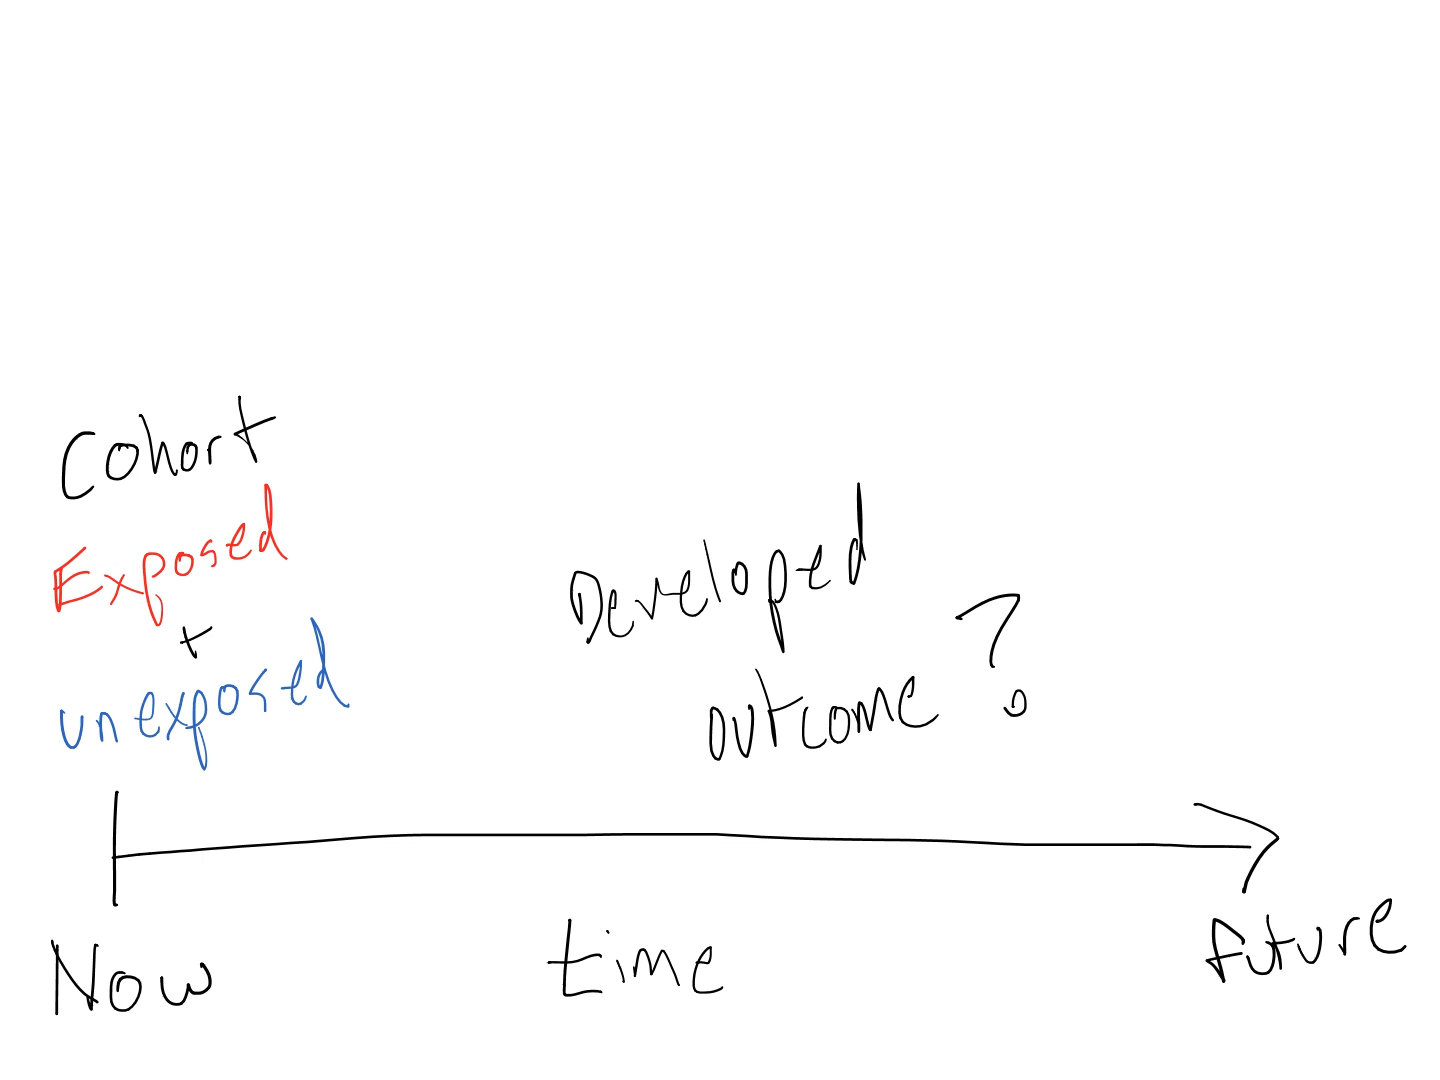 Cohort
Exposed
+
unexposed
Developed
outcome ?
Now
time
future